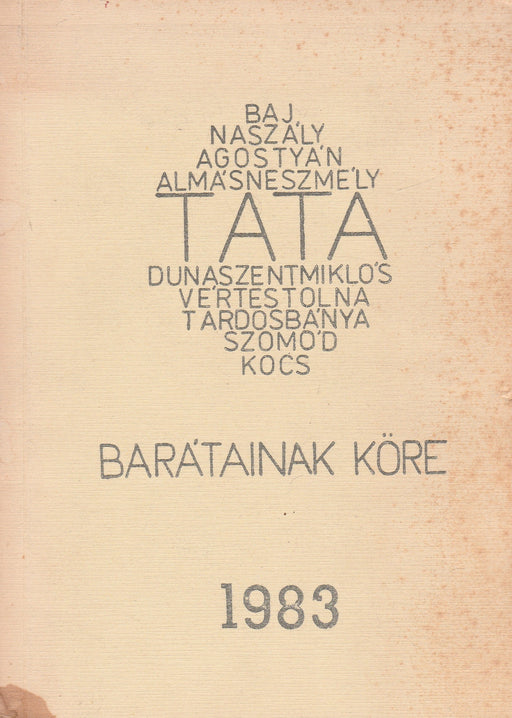 BAJ,
NASZÁLY
AGOSTYÁN
ALMÁSNESZMÉLY
TATA
DUNASZENTMIKLÓS
VÉRTESTOLNA
TARDOSBÁNYA
SZOMÓD
KOCS
BARÁTAINAK KÖRE
1983